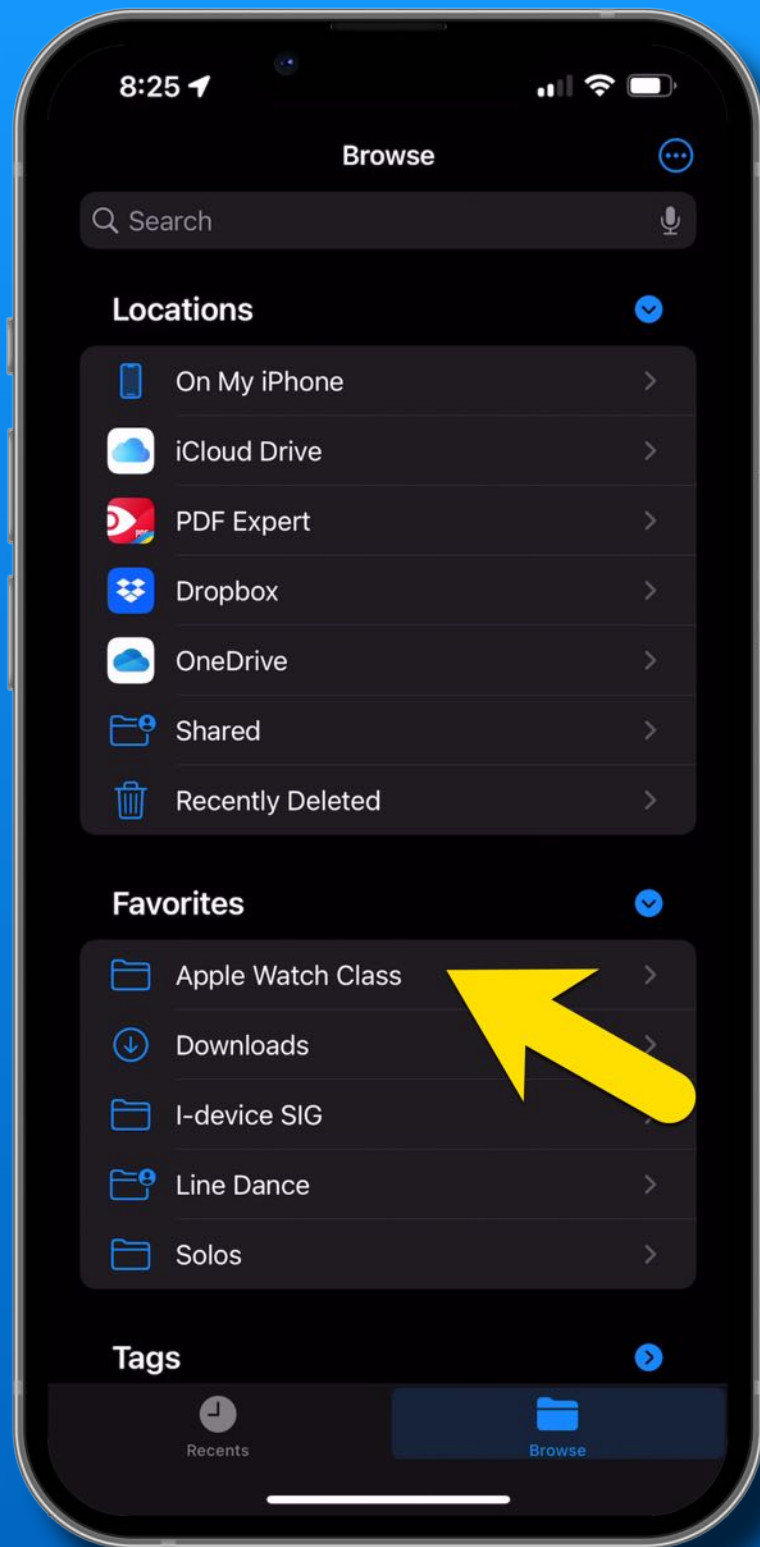 8:25
Browse
Search
Locations
On My iPhone
iCloud Drive
PDF Expert
Dropbox
OneDrive
Shared
Recently Deleted
Favorites
Apple Watch Class
Downloads
I-device SIG
Line Dance
Solos
Tags
Recents
Browse